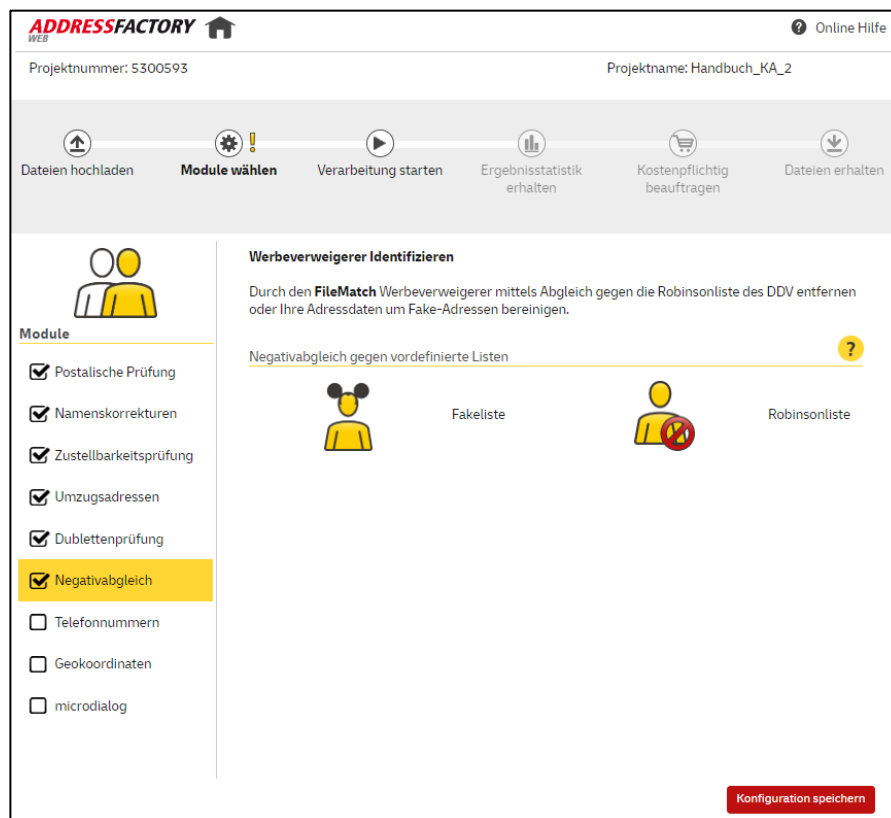 ADDRESSFACTORY
WEB
Online Hilfe
Projektnummer: 5300593
Projektname: Handbuch_KA_2
Dateien hochladen
Module wählen
Verarbeitung starten
Ergebnisstatistik
erhalten
Kostenpflichtig
beauftragen
Dateien erhalten
Module
Postalische Prüfung
Namenskorrekturen
Zustellbarkeitsprüfung
Umzugsadressen
Dublettenprüfung
Negativabgleich
Telefonnummern
Geokoordinaten
microdialog
Werbeverweigerer Identifizieren
Durch den FileMatch Werbeverweigerer mittels Abgleich gegen die Robinsonliste des DDV entfernen
oder Ihre Adressdaten um Fake-Adressen bereinigen.
Negativabgleich gegen vordefinierte Listen
?
Fakeliste
Robinsonliste
Konfiguration speichern